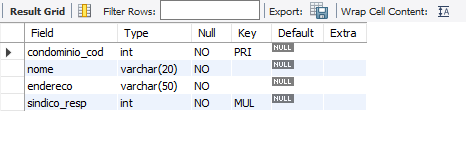 Result Grid Filter Rows: Export: Wrap Cell Content: IA
Field Type Null Key Default Extra
condominio_cod int NO PRI NULL
nome varchar(20) NO NULL
endereco varchar(50) NO NULL
sindico_resp int NO MUL NULL